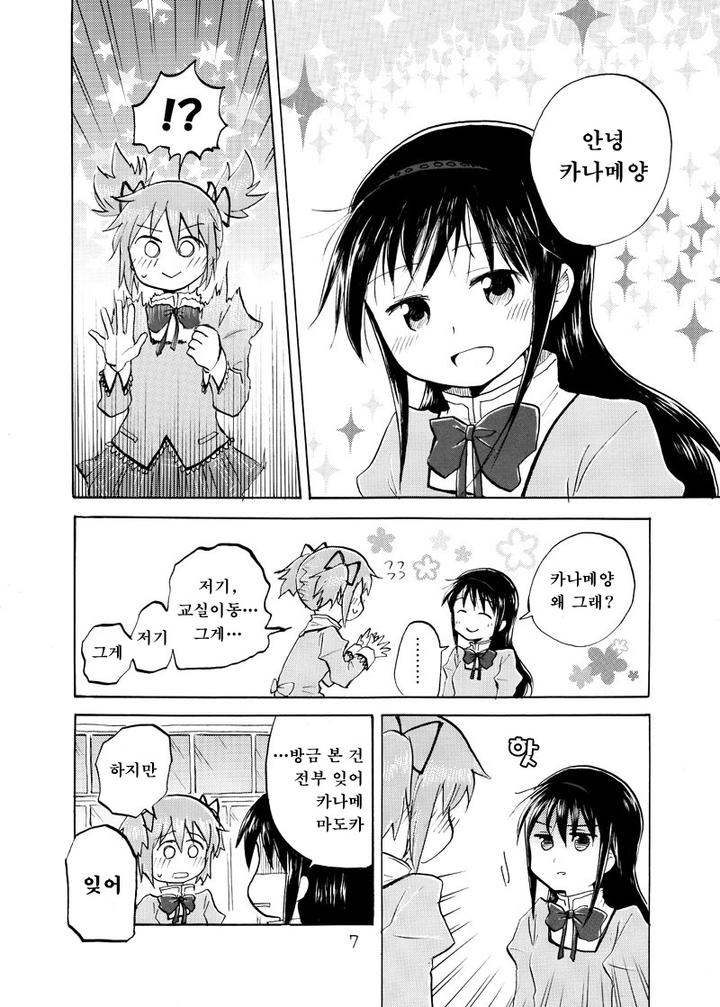 안녕
카나메양
!?
카나메양
왜 그래?
……
저기,
교실이동…
그게…
저기
그게
핫
…방금 본 건
전부 잊어
카나메
마도카
하지만
잊어
7